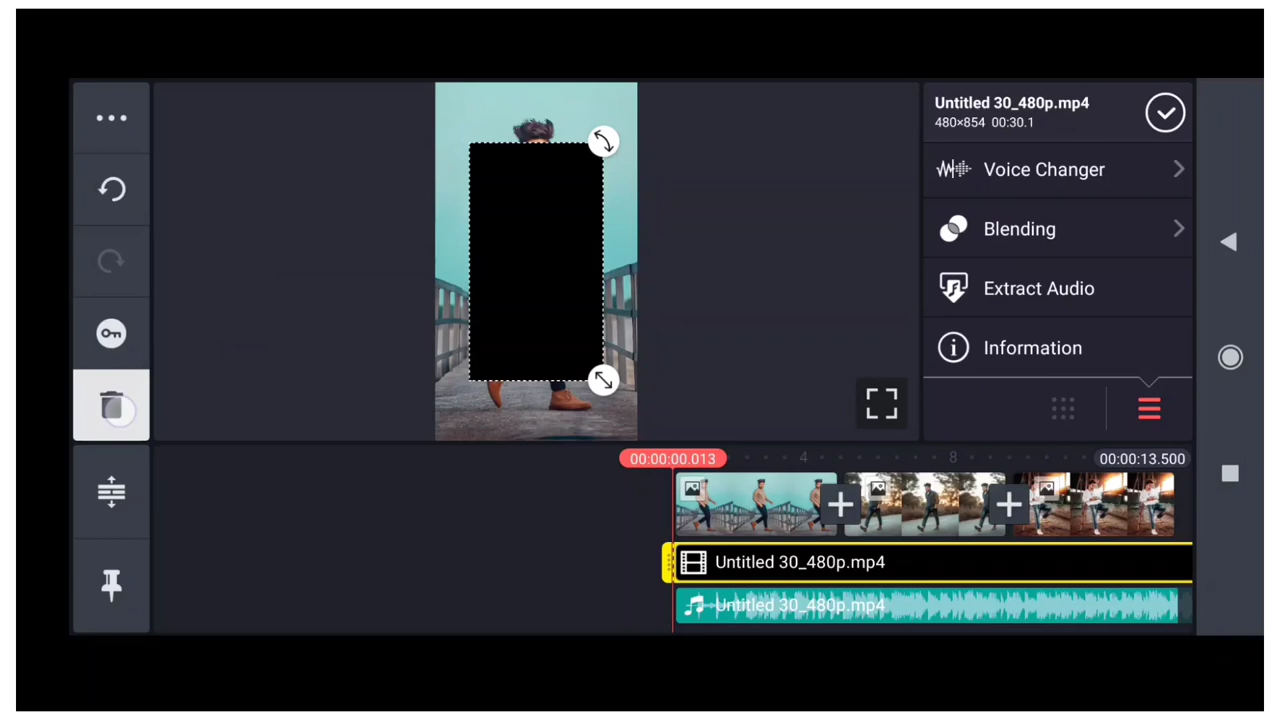 Untitled 30_480p.mp4
480×854 00:30.1
Voice Changer
Blending
Extract Audio
Information
00:00:00.013
4
8
00:00:13.500
Untitled 30_480p.mp4
Untitled 30_480p.mp4